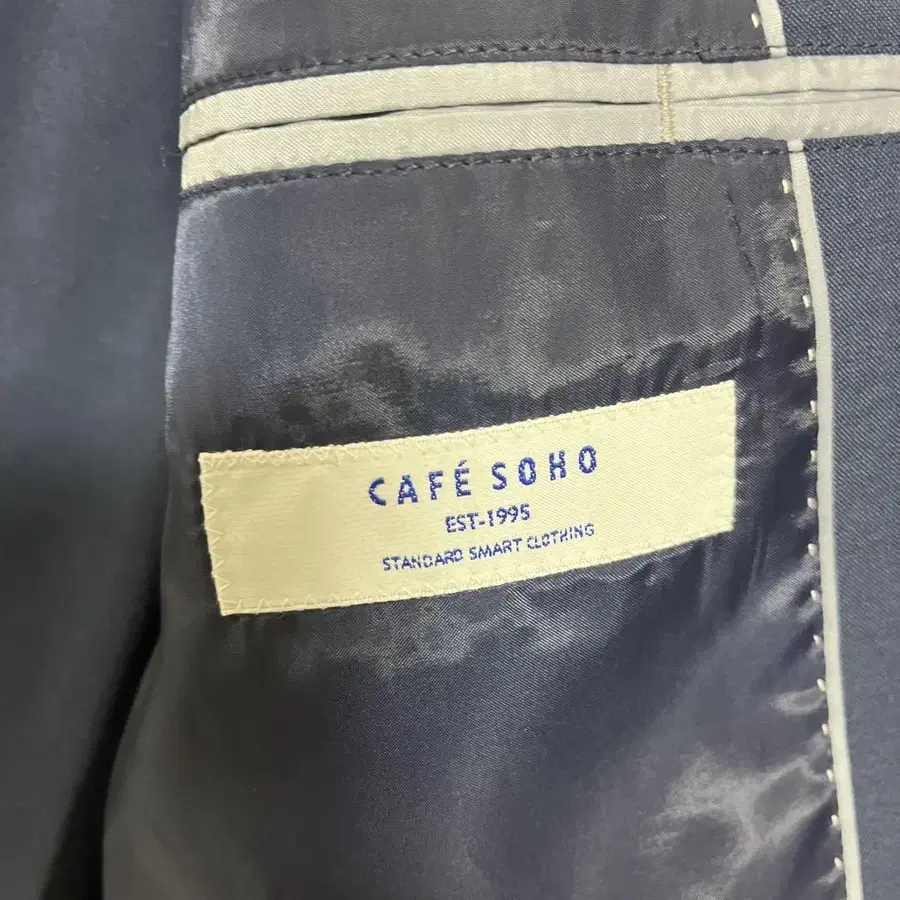 CAFÉ SOHO
EST-1995
STANDARD SMART CLOTHING